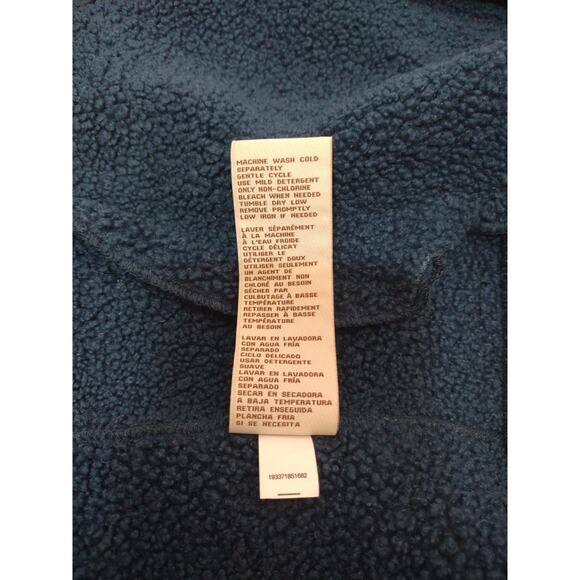 MACHINE WASH COLD
SEPARATELY
GENTLE CYCLE
USE MILD DETERGENT
ONLY NON-CHLORINE
BLEACH WHEN NEEDED
TUMBLE DRY LOW
REMOVE PROMPTLY
LOW IRON IF NEEDED
LAVER SÉPARÉMENT
À LA MACHINE
À L'EAU FROIDE
CYCLE DÉLICAT
UTILISER LE
DÉTERGENT DOUX
UTILISER SEULEMENT
UN AGENT DE
BLANCHIMENT NON
CHLORÉ AU BESOIN
SÉCHER PAR
CULBUTAGE À BASSE
TEMPÉRATURE
RETIRER RAPIDEMENT
REPASSER À BASSE
TEMPÉRATURE
AU BESOIN
LAVAR EN LAVADORA
CON AGUA FRÍA
SEPARADO
CICLO DELICADO
USAR DETERGENTE
SUAVE
LAVAR EN LAVADORA
CON AGUA FRÍA
SEPARADO
SECAR EN SECADORA
A BAJA TEMPERATURA
RETIRA ENSEGUIDA
PLANCHA FRIA
SI SE NECESITA
193371851682